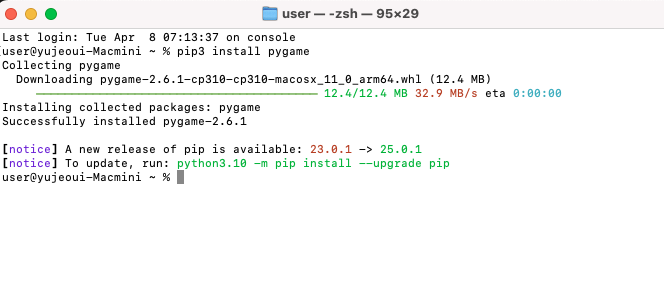 user — -zsh — 95×29
Last login: Tue Apr  8 07:13:37 on console
[user@yujeoui-Macmini ~ % pip3 install pygame
Collecting pygame
  Downloading pygame-2.6.1-cp310-cp310-macosx_11_0_arm64.whl (12.4 MB)
12.4/12.4 MB 32.9 MB/s eta 0:00:00
Installing collected packages: pygame
Successfully installed pygame-2.6.1
[notice] A new release of pip is available: 23.0.1 -> 25.0.1
[notice] To update, run: python3.10 -m pip install --upgrade pip
user@yujeoui-Macmini ~ %